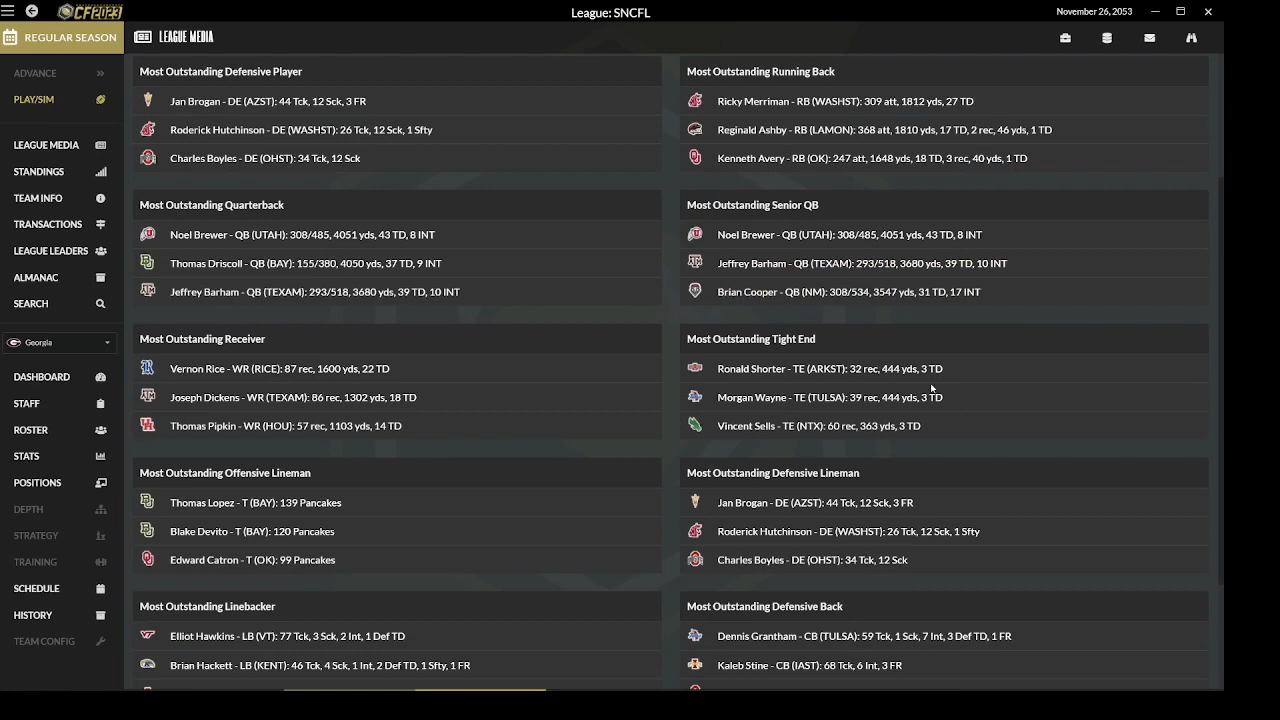 CF2023
League: SNCFL
November 26, 2053
REGULAR SEASON
LEAGUE MEDIA
ADVANCE
PLAY/SIM
LEAGUE MEDIA
STANDINGS
TEAM INFO
TRANSACTIONS
LEAGUE LEADERS
ALMANAC
SEARCH
Georgia
DASHBOARD
STAFF
ROSTER
STATS
POSITIONS
DEPTH
STRATEGY
TRAINING
SCHEDULE
HISTORY
TEAM CONFIG
Most Outstanding Defensive Player
Jan Brogan - DE (AZST): 44 Tck, 12 Sck, 3 FR
Roderick Hutchinson - DE (WASHST): 26 Tck, 12 Sck, 1 Sfty
Charles Boyles - DE (OHST): 34 Tck, 12 Sck
Most Outstanding Running Back
Ricky Merriman - RB (WASHST): 309 att, 1812 yds, 27 TD
Reginald Ashby - RB (LAMON): 368 att, 1810 yds, 17 TD, 2 rec, 46 yds, 1 TD
Kenneth Avery - RB (OK): 247 att, 1648 yds, 18 TD, 3 rec, 40 yds, 1 TD
Most Outstanding Quarterback
Noel Brewer - QB (UTAH): 308/485, 4051 yds, 43 TD, 8 INT
Thomas Driscoll - QB (BAY): 155/380, 4050 yds, 37 TD, 9 INT
Jeffrey Barham - QB (TEXAM): 293/518, 3680 yds, 39 TD, 10 INT
Most Outstanding Senior QB
Noel Brewer - QB (UTAH): 308/485, 4051 yds, 43 TD, 8 INT
Jeffrey Barham - QB (TEXAM): 293/518, 3680 yds, 39 TD, 10 INT
Brian Cooper - QB (NM): 308/534, 3547 yds, 31 TD, 17 INT
Most Outstanding Receiver
Vernon Rice - WR (RICE): 87 rec, 1600 yds, 22 TD
Joseph Dickens - WR (TEXAM): 86 rec, 1302 yds, 18 TD
Thomas Pipkin - WR (HOU): 57 rec, 1103 yds, 14 TD
Most Outstanding Tight End
Ronald Shorter - TE (ARKST): 32 rec, 444 yds, 3 TD
Morgan Wayne - TE (TULSA): 39 rec, 444 yds, 3 TD
Vincent Sells - TE (NTX): 60 rec, 363 yds, 3 TD
Most Outstanding Offensive Lineman
Thomas Lopez - T (BAY): 139 Pancakes
Blake Devito - T (BAY): 120 Pancakes
Edward Catron - T (OK): 99 Pancakes
Most Outstanding Defensive Lineman
Jan Brogan - DE (AZST): 44 Tck, 12 Sck, 3 FR
Roderick Hutchinson - DE (WASHST): 26 Tck, 12 Sck, 1 Sfty
Charles Boyles - DE (OHST): 34 Tck, 12 Sck
Most Outstanding Linebacker
Elliot Hawkins - LB (VT): 77 Tck, 3 Sck, 2 Int, 1 Def TD
Brian Hackett - LB (KENT): 46 Tck, 4 Sck, 1 Int, 2 Def TD, 1 Sfty, 1 FR
Most Outstanding Defensive Back
Dennis Grantham - CB (TULSA): 59 Tck, 1 Sck, 7 Int, 3 Def TD, 1 FR
Kaleb Stine - CB (IAST): 68 Tck, 6 Int, 3 FR